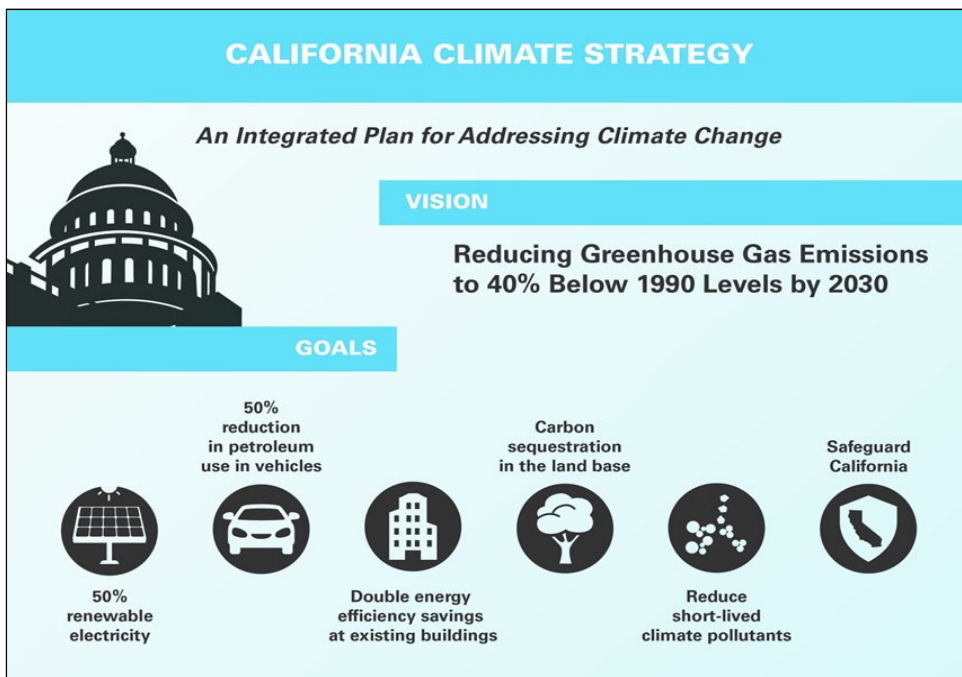 CALIFORNIA CLIMATE STRATEGY
An Integrated Plan for Addressing Climate Change
VISION
Reducing Greenhouse Gas Emissions
to 40% Below 1990 Levels by 2030
GOALS
50%
renewable
electricity
50%
reduction
in petroleum
use in vehicles
Double energy
efficiency savings
at existing buildings
Carbon
sequestration
in the land base
Reduce
short-lived
climate pollutants
Safeguard
California